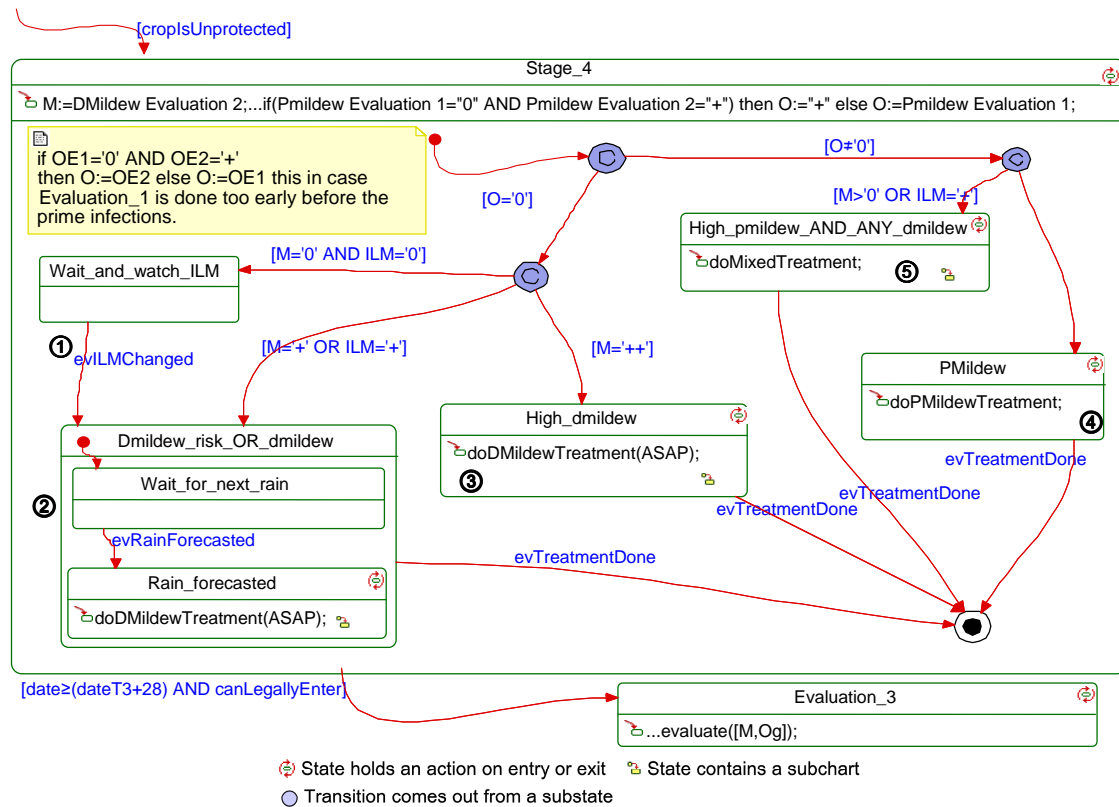 [cropIsUnprotected]
Stage_4
M:=DMildew Evaluation 2;...if(Pmildew Evaluation 1="0" AND Pmildew Evaluation 2="+") then O:="+" else O:=Pmildew Evaluation 1;
if OE1='0' AND OE2='+'
then O:=OE2 else O:=OE1 this in case
Evaluation_1 is done too early before the
prime infections.
[O≠'0']
[O='0']
[M>'0' OR ILM='+']
High_pmildew_AND_ANY_dmildew
doMixedTreatment;
⑤
[M='0' AND ILM='0']
Wait_and_watch_ILM
①
evILMChanged
[M='+' OR ILM='+']
[M='++']
PMildew
doPMildewTreatment;
④
High_dmildew
doDMildewTreatment(ASAP);
③
Dmildew_risk_OR_dmildew
②
Wait_for_next_rain
evRainForecasted
Rain_forecasted
doDMildewTreatment(ASAP);
evTreatmentDone
evTreatmentDone
evTreatmentDone
evTreatmentDone
[date≥(dateT3+28) AND canLegallyEnter]
Evaluation_3
...evaluate([M,Og]);
State holds an action on entry or exit
State contains a subchart
Transition comes out from a substate